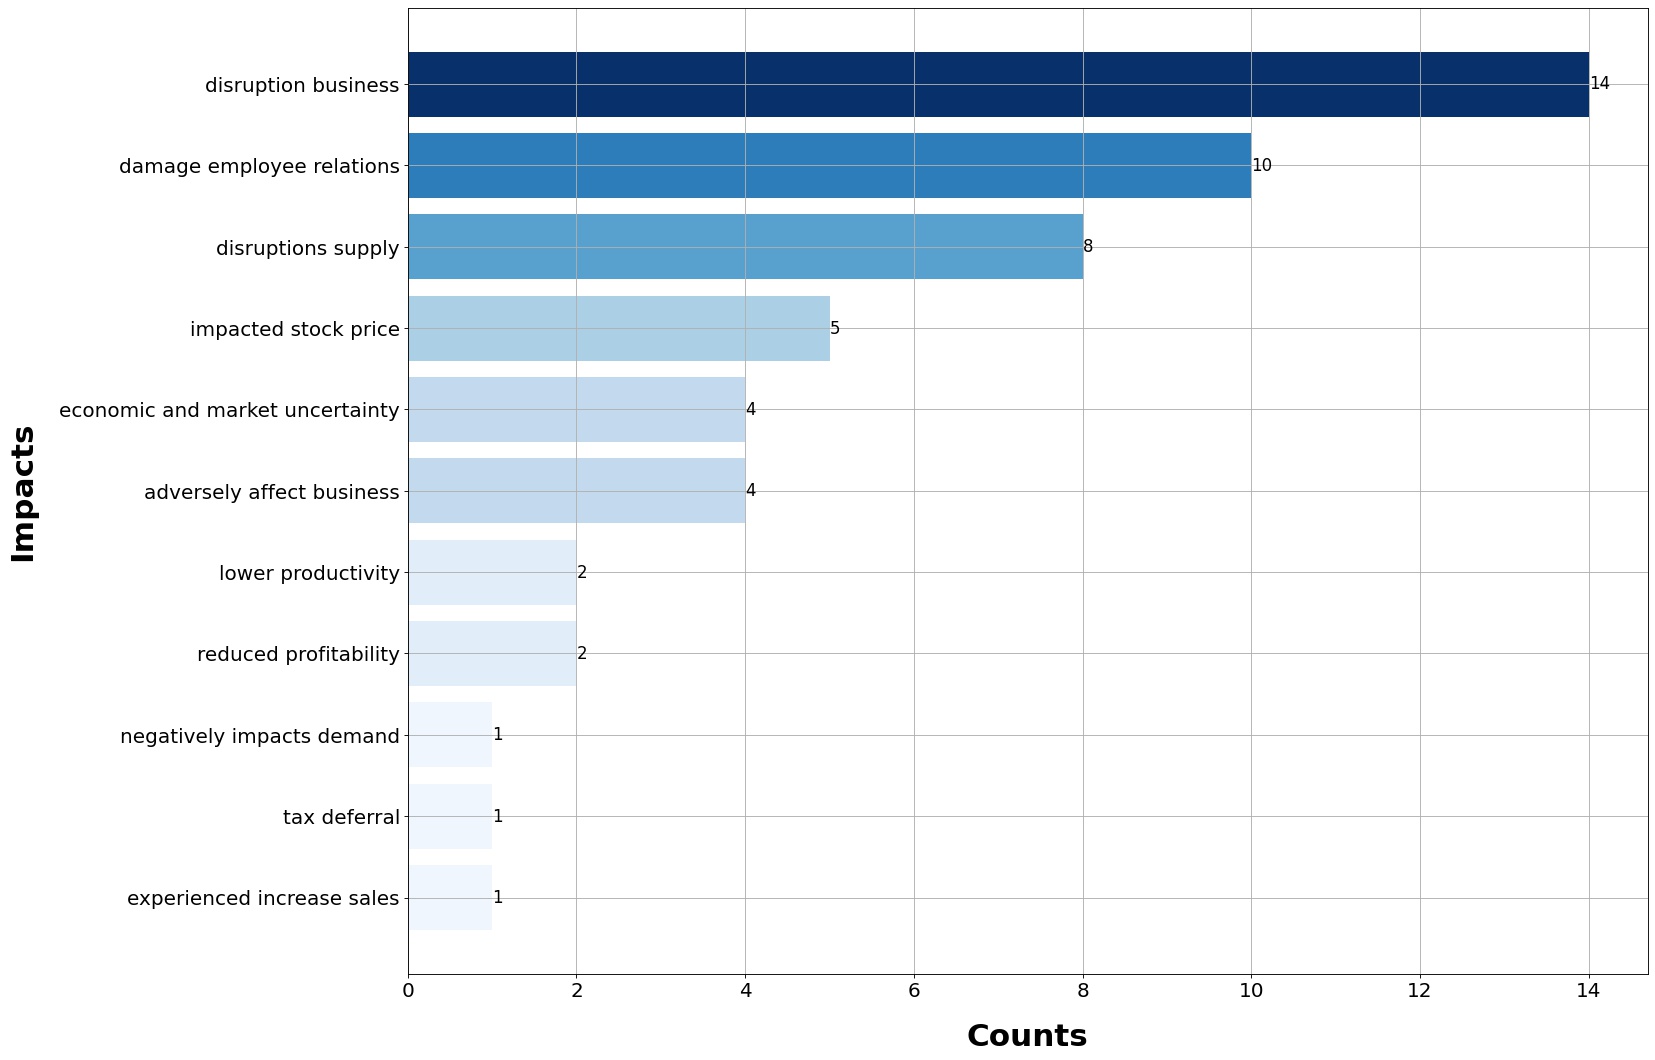 disruption business
14
damage employee relations
10
disruptions supply
8
impacted stock price
5
economic and market uncertainty
4
adversely affect business
4
lower productivity
2
reduced profitability
2
negatively impacts demand
1
tax deferral
1
experienced increase sales
1
Impacts
0 2 4 6 8 10 12 14
Counts